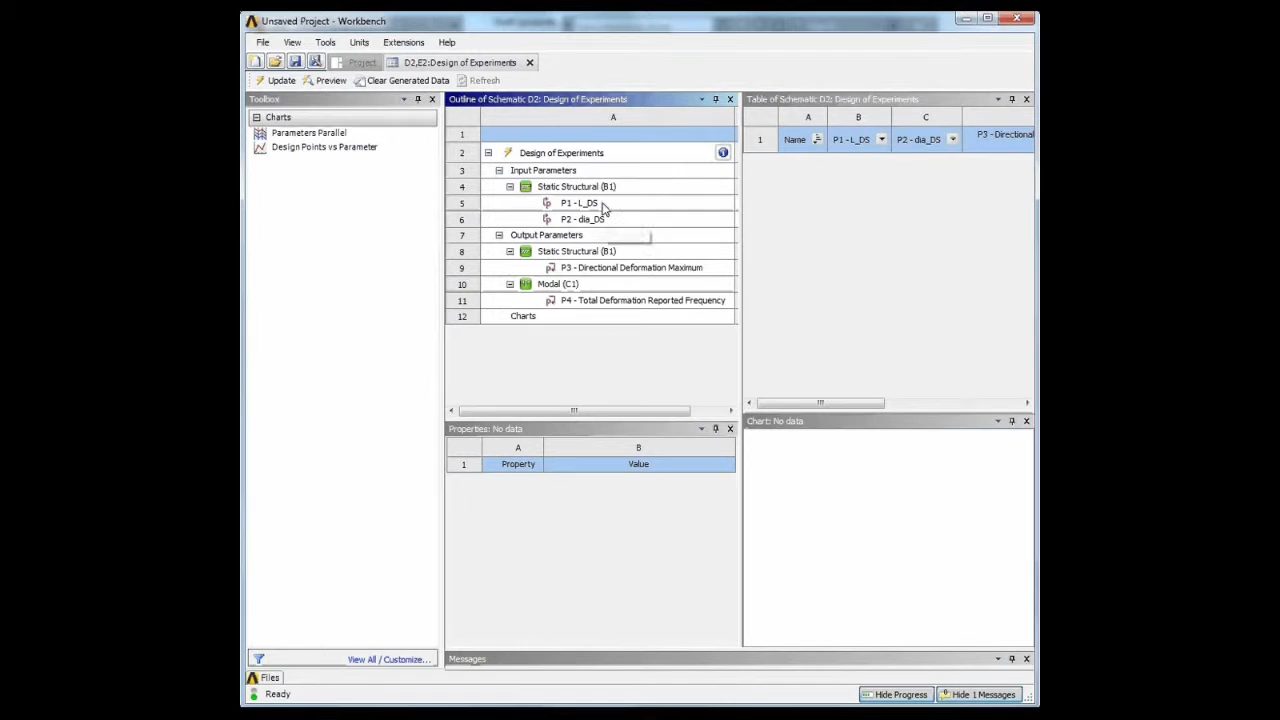 Unsaved Project - Workbench
File View Tools Units Extensions Help
Project D2,E2:Design of Experiments
Update Preview Clear Generated Data Refresh
Toolbox
Charts
Parameters Parallel
Design Points vs Parameter
View All / Customize...
Outline of Schematic D2: Design of Experiments
A
1
2 Design of Experiments
3 Input Parameters
4 Static Structural (B1)
5 P1 - L_DS
6 P2 - dia_DS
7 Output Parameters
8 Static Structural (B1)
9 P3 - Directional Deformation Maximum
10 Modal (C1)
11 P4 - Total Deformation Reported Frequency
12 Charts
Properties: No data
A B
1 Property Value
Table of Schematic D2: Design of Experiments
A B C
1 Name P1 - L_DS P2 - dia_DS P3 - Directional
Chart: No data
Messages
Files
Ready Hide Progress Hide 1 Messages